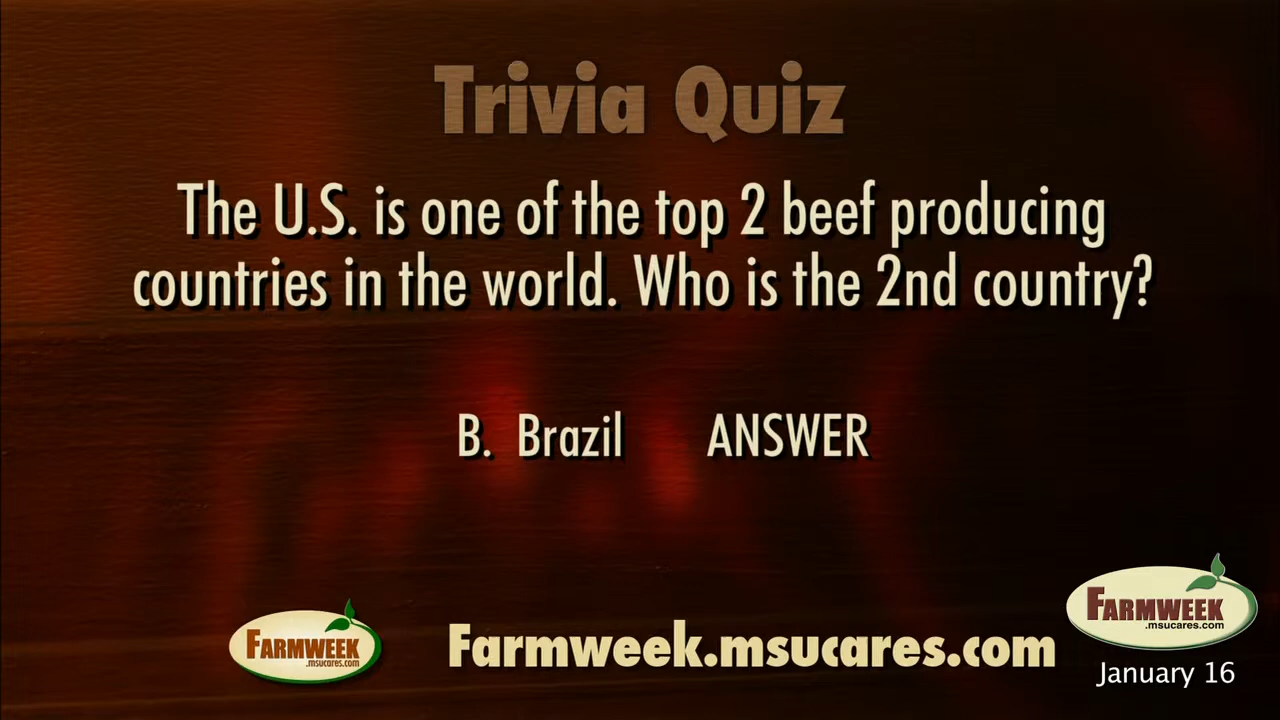 Trivia Quiz
The U.S. is one of the top 2 beef producing
countries in the world. Who is the 2nd country?
B. Brazil ANSWER
FARMWEEK
.msucares.com
Farmweek.msucares.com
FARMWEEK
.msucares.com
January 16